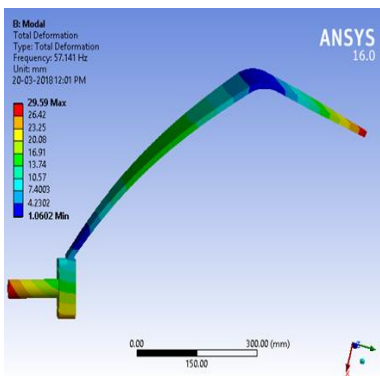 B: Modal
Total Deformation
Type: Total Deformation
Frequency: 57.141 Hz
Unit: mm
20-03-2018 12:01 PM
ANSYS
16.0
29.59 Max
26.42
23.25
20.08
16.91
13.74
10.57
7.4003
4.2302
1.0602 Min
0.00
300.00 (mm)
150.00